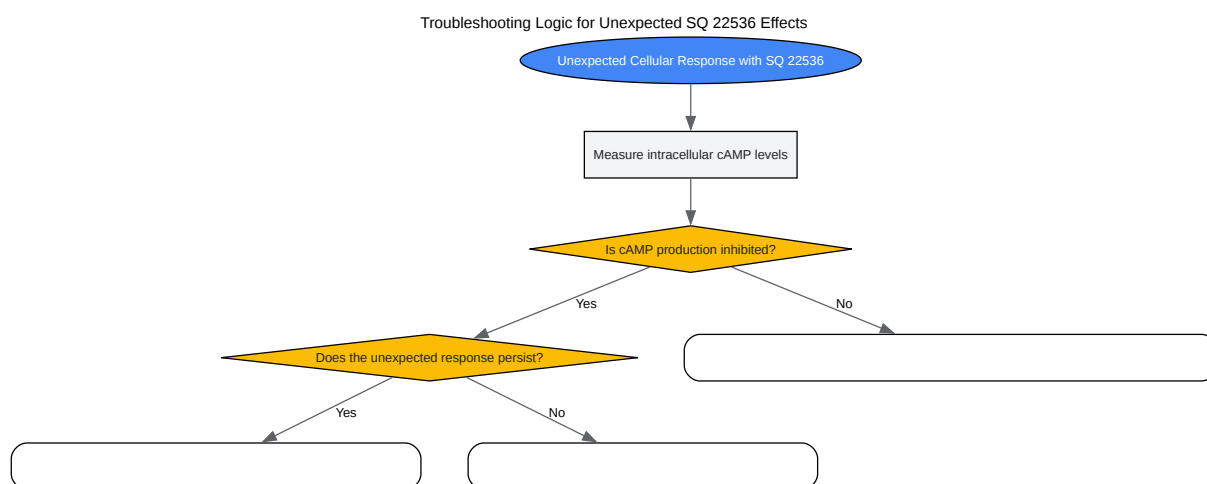 Troubleshooting Logic for Unexpected SQ 22536 Effects
Unexpected Cellular Response with SQ 22536
Measure intracellular cAMP levels
Is cAMP production inhibited?
Yes
No
Does the unexpected response persist?
Yes
No